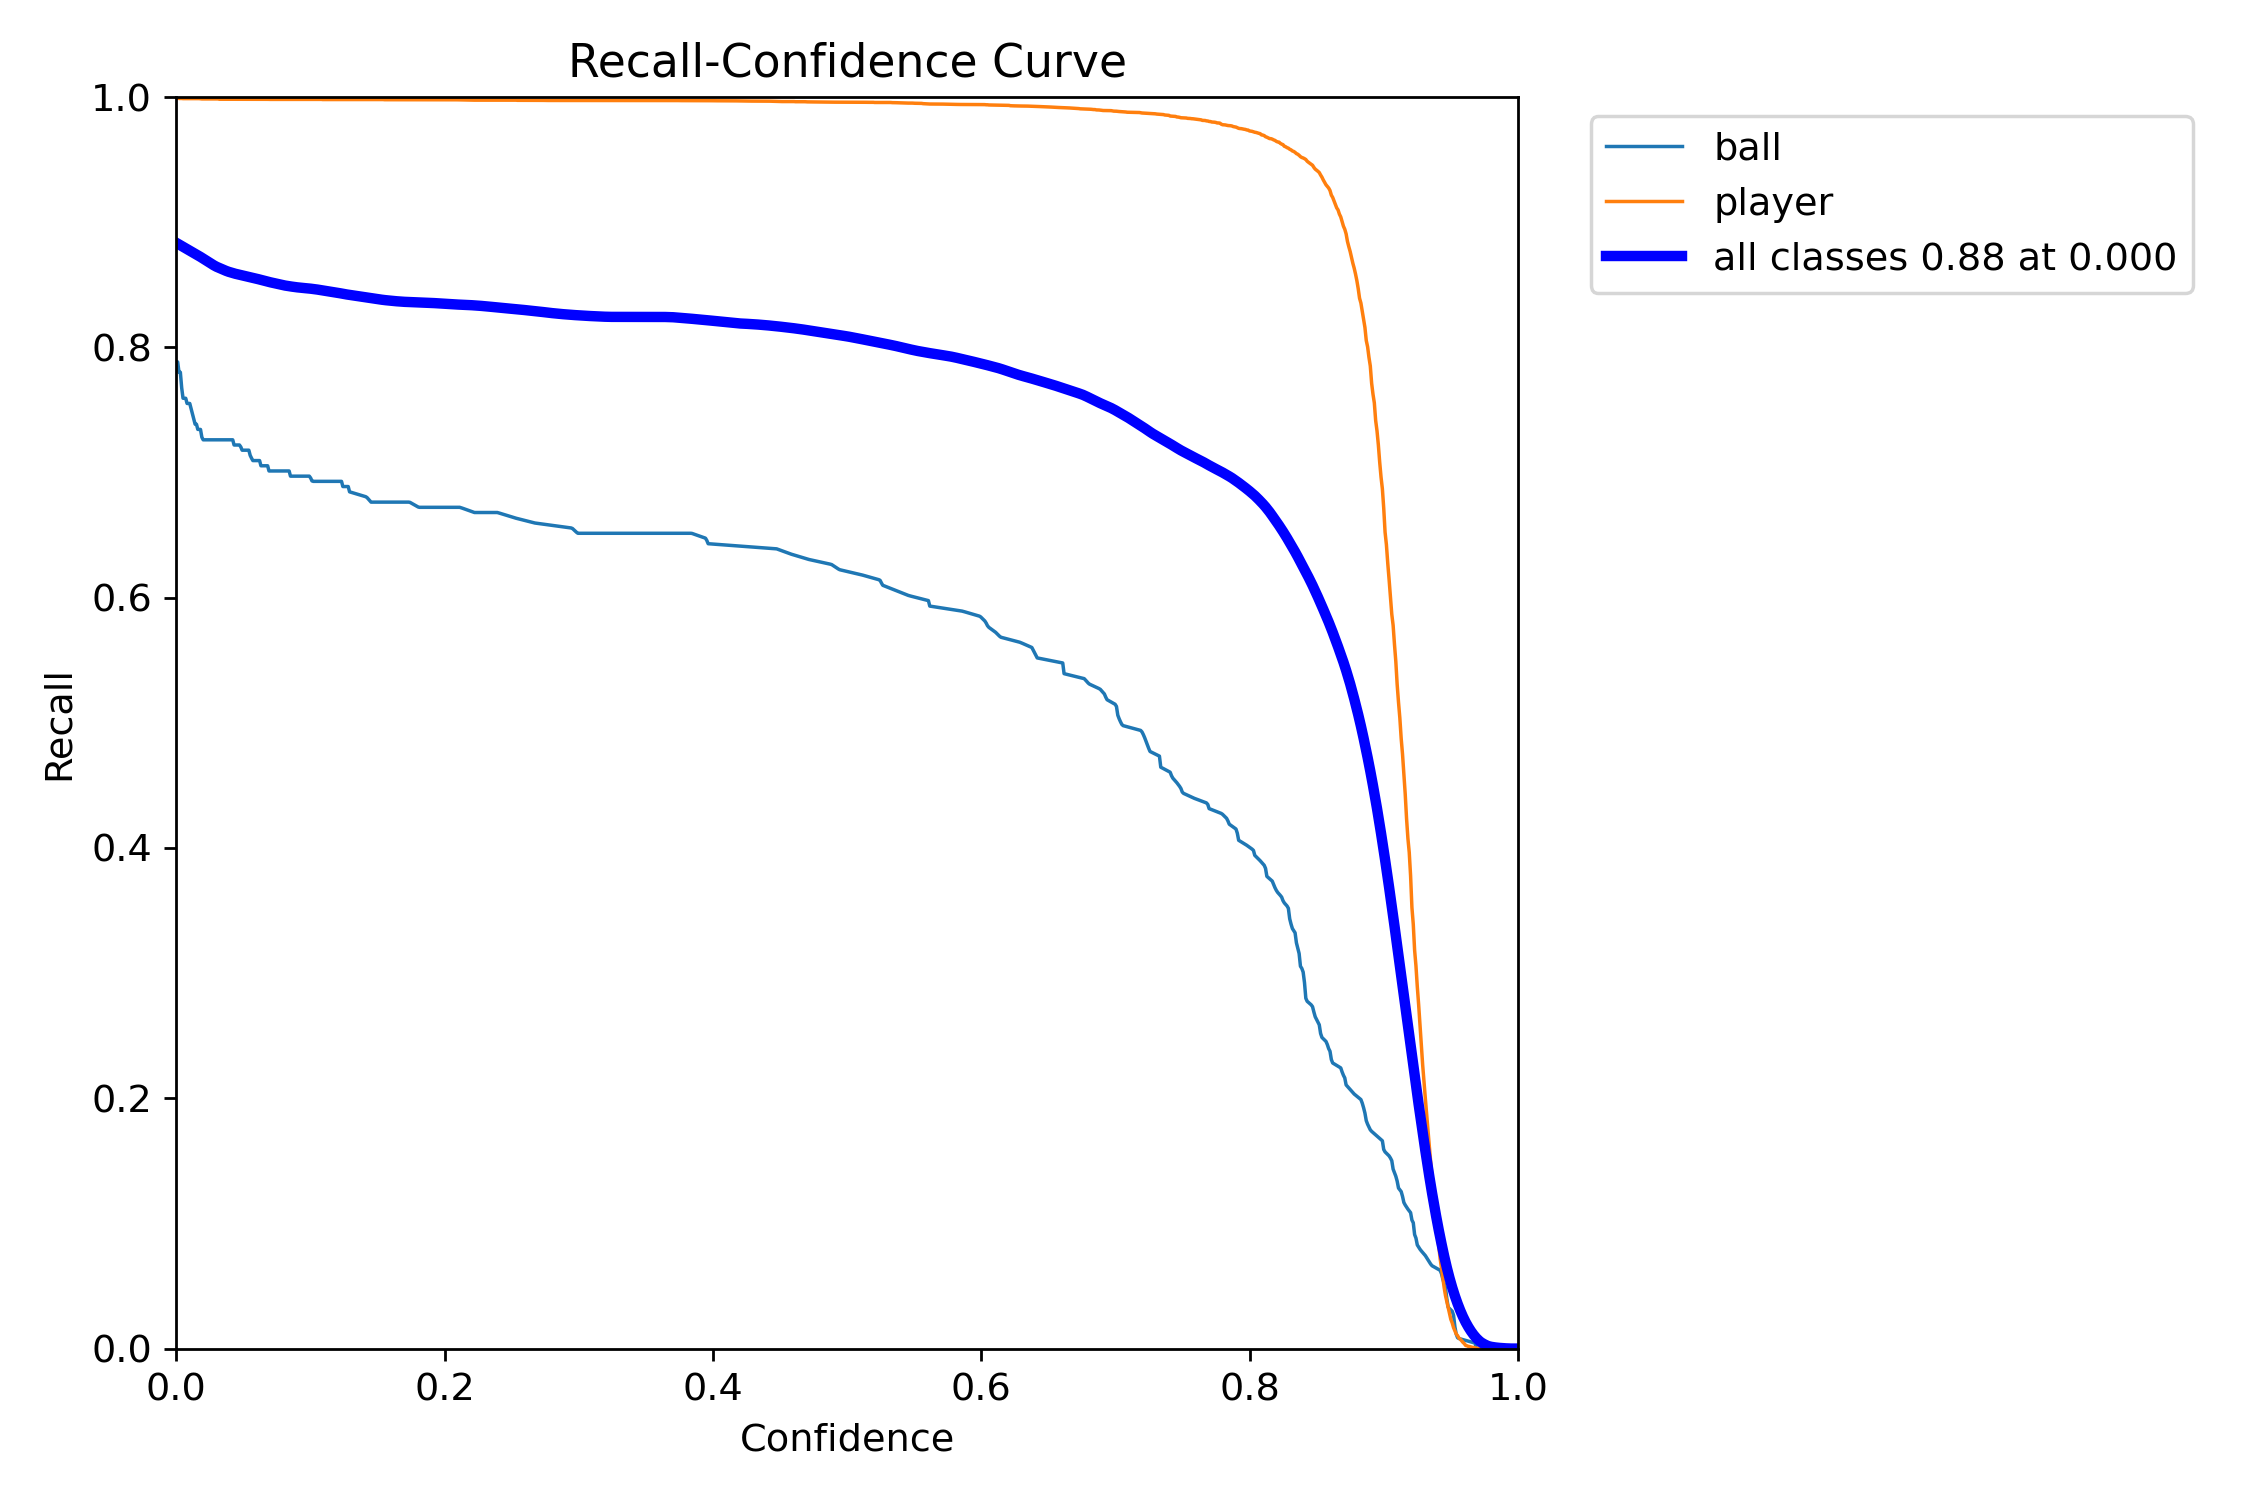 Recall-Confidence Curve
1.0
0.8
0.6
0.4
0.2
0.0
Recall
0.0 0.2 0.4 0.6 0.8 1.0
Confidence
ball
player
all classes 0.88 at 0.000